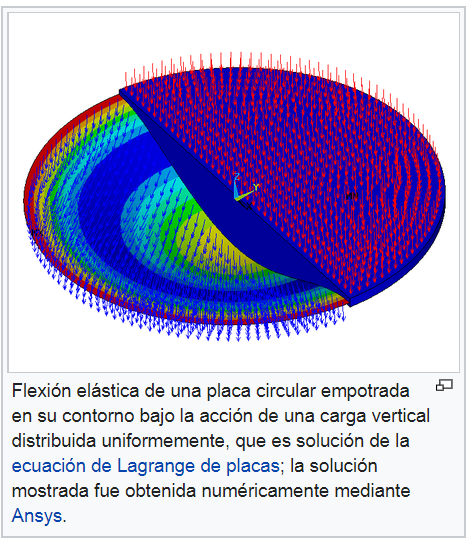 Z
Y
Flexión elástica de una placa circular empotrada
en su contorno bajo la acción de una carga vertical
distribuida uniformemente, que es solución de la
ecuación de Lagrange de placas; la solución
mostrada fue obtenida numéricamente mediante
Ansys.